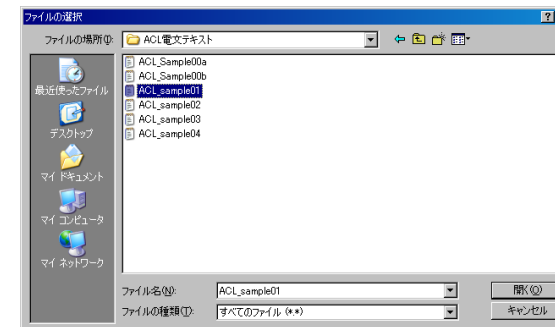 ファイルの選択
ファイルの場所(I):
ACL電文テキスト
最近使ったファイル
デスクトップ
マイ ドキュメント
マイ コンピュータ
マイ ネットワーク
ACL_Sample00a
ACL_Sample00b
ACL_sample01
ACL_sample02
ACL_sample03
ACL_sample04
ファイル名(N): ACL_sample01 開く(O)
ファイルの種類(T): すべてのファイル (*.*) キャンセル